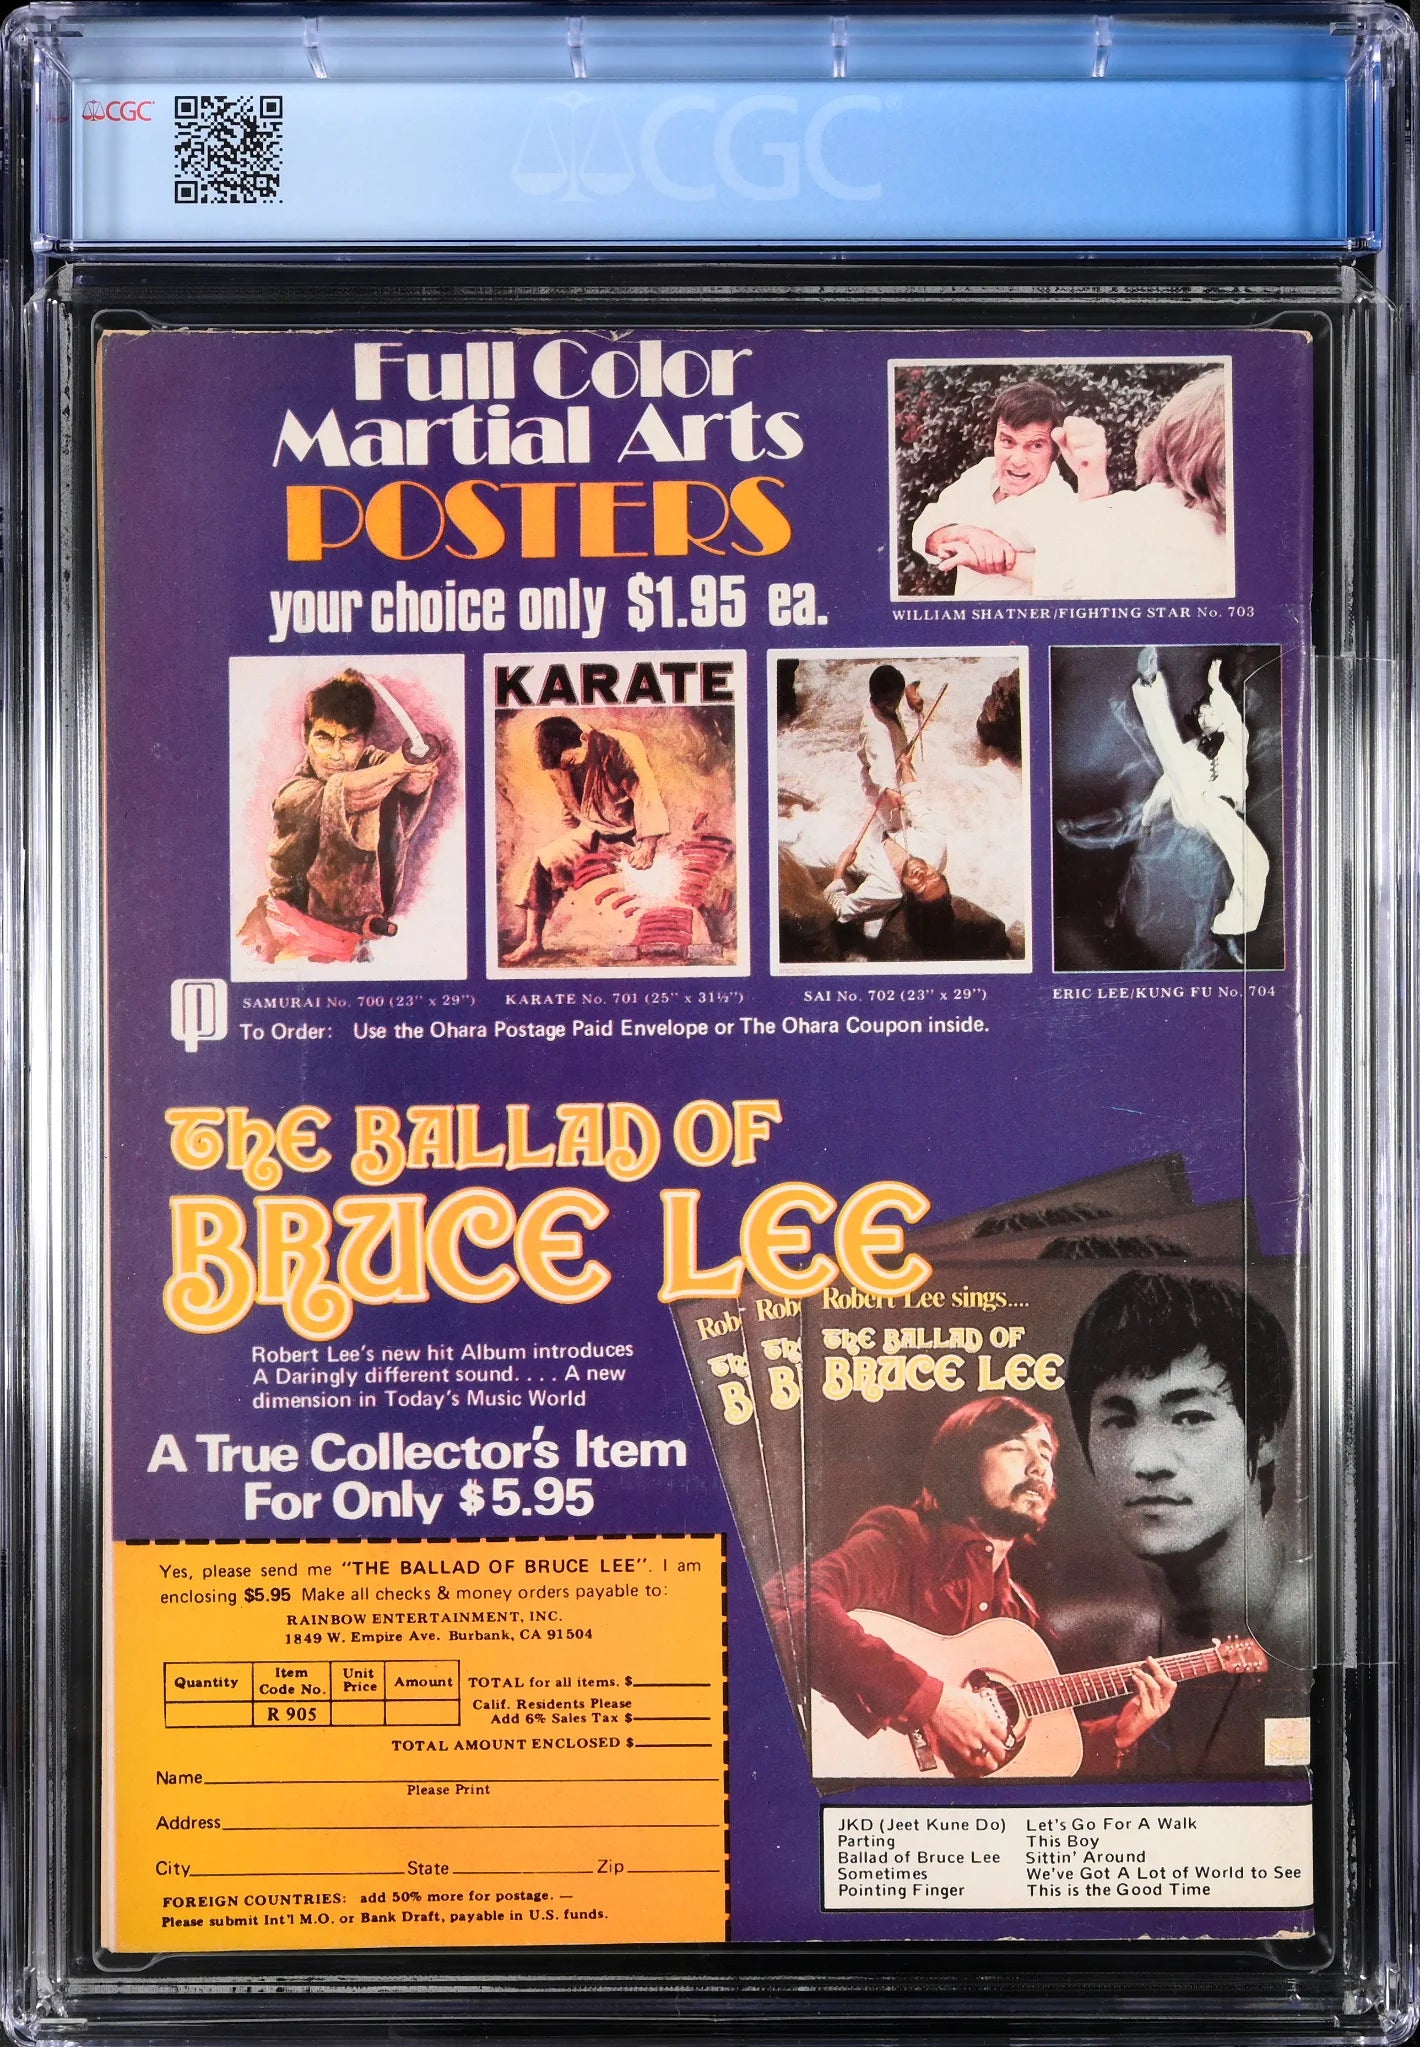 CGC
CGC
Full Color
Martial Arts
POSTERS
your choice only $1.95 ea.
WILLIAM SHATNER/FIGHTING STAR No. 703
KARATE
SAMURAI No. 700 (23" x 29")
KARATE No. 701 (25" x 31½")
SAI No. 702 (23" x 29")
ERIC LEE/KUNG FU No. 704
To Order: Use the Ohara Postage Paid Envelope or The Ohara Coupon inside.
THE BALLAD OF
BRUCE LEE
Robert Lee sings....
THE BALLAD OF
BRUCE LEE
Robert Lee's new hit Album introduces
A Daringly different sound.... A new
dimension in Today's Music World
A True Collector's Item
For Only $5.95
Yes, please send me "THE BALLAD OF BRUCE LEE". I am
enclosing $5.95 Make all checks & money orders payable to:
RAINBOW ENTERTAINMENT, INC.
1849 W. Empire Ave. Burbank, CA 91504
Quantity Item Code No. Unit Price Amount
R 905
TOTAL for all items. $
Calif. Residents Please
Add 6% Sales Tax $
TOTAL AMOUNT ENCLOSED $
Name
Please Print
Address
City State Zip
FOREIGN COUNTRIES: add 50% more for postage. —
Please submit Int'l M.O. or Bank Draft, payable in U.S. funds.
JKD (Jeet Kune Do)
Parting
Ballad of Bruce Lee
Sometimes
Pointing Finger
Let's Go For A Walk
This Boy
Sittin' Around
We've Got A Lot of World to See
This is the Good Time